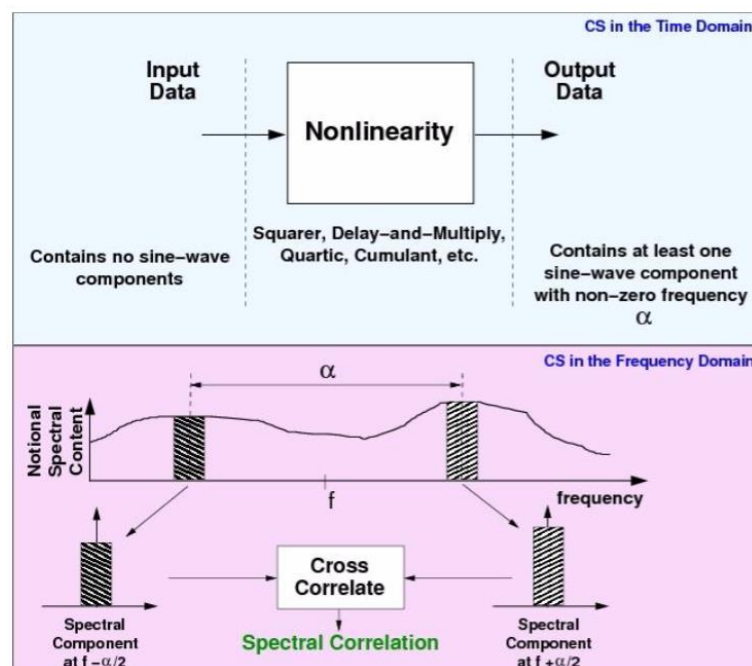 CS in the Time Domain
Input
Data
Nonlinearity
Output
Data
Contains no sine-wave
components
Squarer, Delay-and-Multiply,
Quartic, Cumulant, etc.
Contains at least one
sine-wave component
with non-zero frequency
α
CS in the Frequency Domain
α
Notional
Spectral
Content
f
frequency
Cross
Correlate
Spectral
Component
at f-α/2
Spectral Correlation
Spectral
Component
at f+α/2